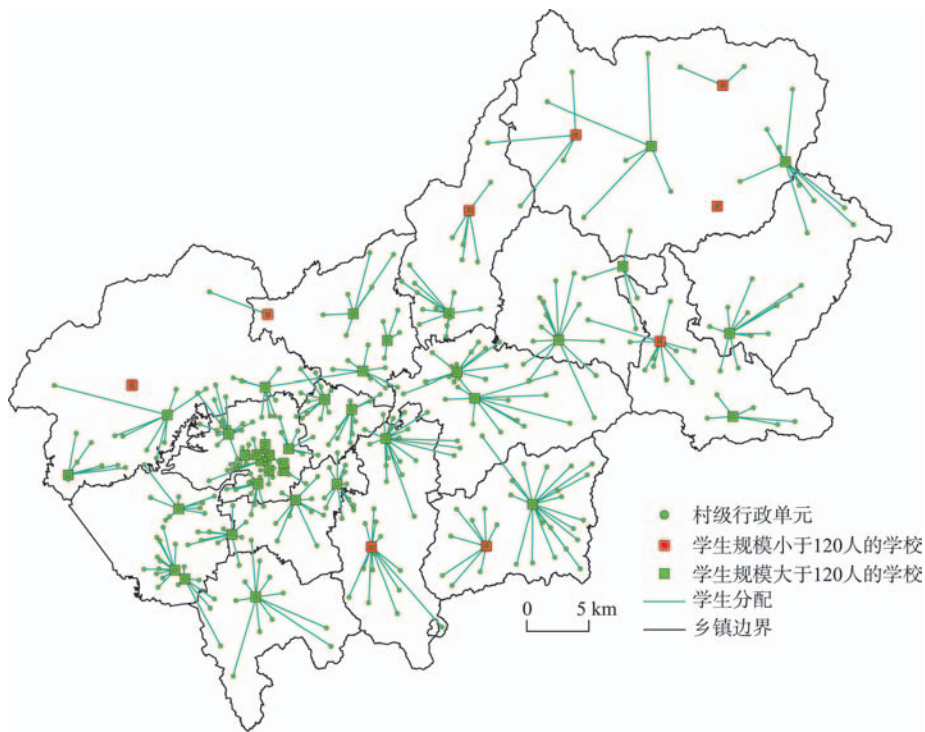 村级行政单元
学生规模小于120人的学校
学生规模大于120人的学校
0 5 km
学生分配
乡镇边界